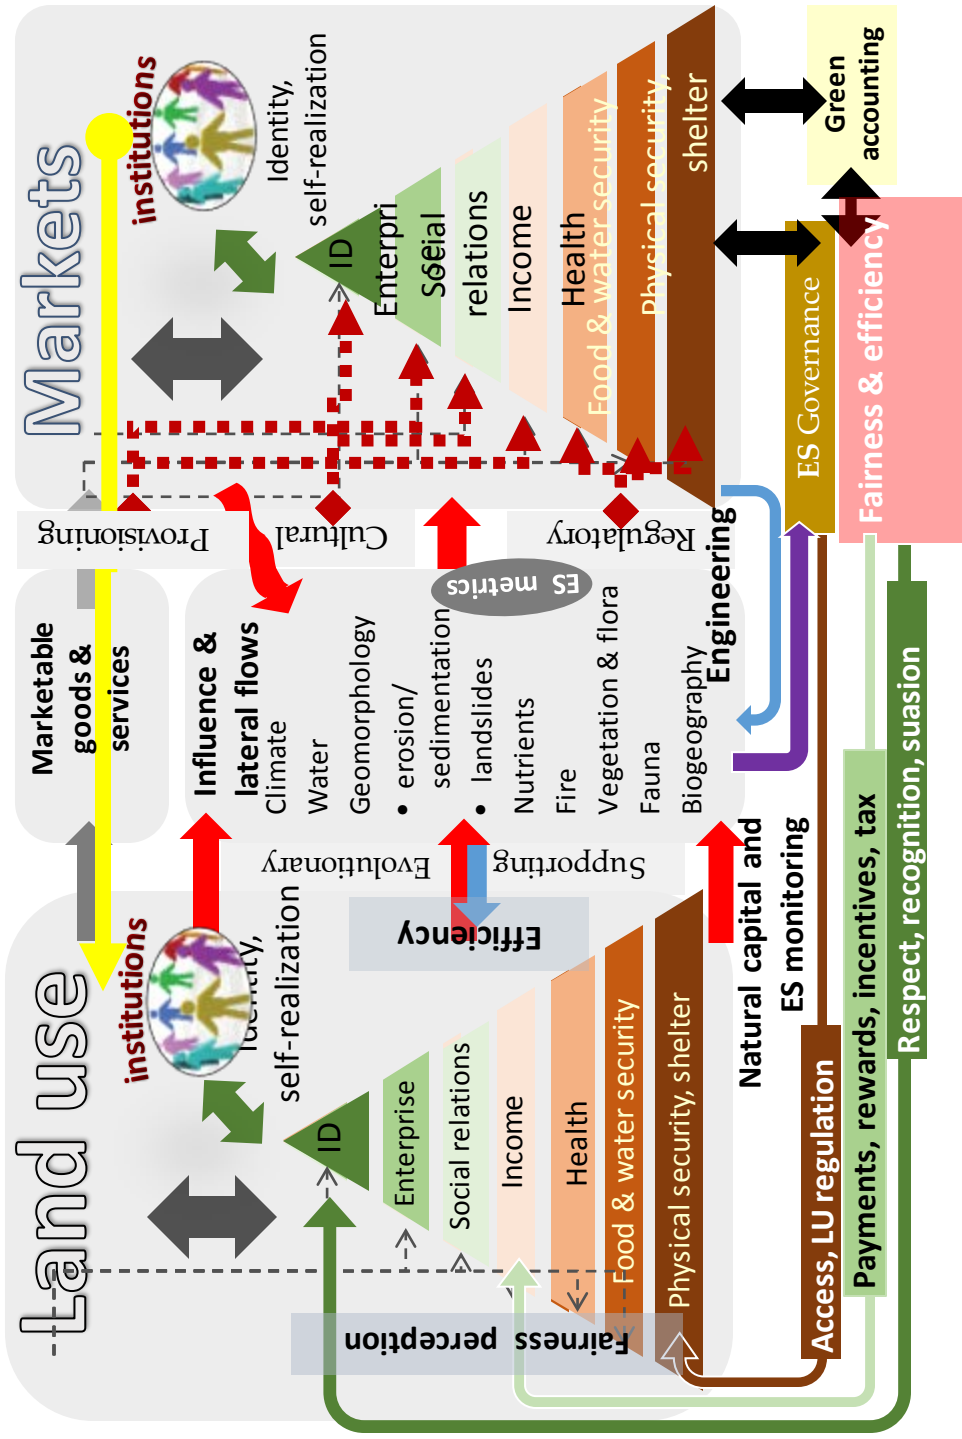 Land use
Markets
Marketable
goods &
services
institutions
Identity,
self-realization
ID
Enterprise
Social relations
Income
Health
Food & water security
Physical security, shelter
Fairness perception
Efficiency
Evolutionary
Supporting
Influence &
lateral flows
Climate
Water
Geomorphology
• erosion/
sedimentation
• landslides
Nutrients
Fire
Vegetation & flora
Fauna
Biogeography
ES metrics
Provisioning
Cultural
Regulatory
Engineering
institutions
Identity,
self-realization
ID
Enterpri
Social
relations
Income
Health
Food & water security
Physical security,
shelter
Natural capital and
ES monitoring
Green
accounting
ES Governance
Fairness & efficiency
Access, LU regulation
Payments, rewards, incentives, tax
Respect, recognition, suasion